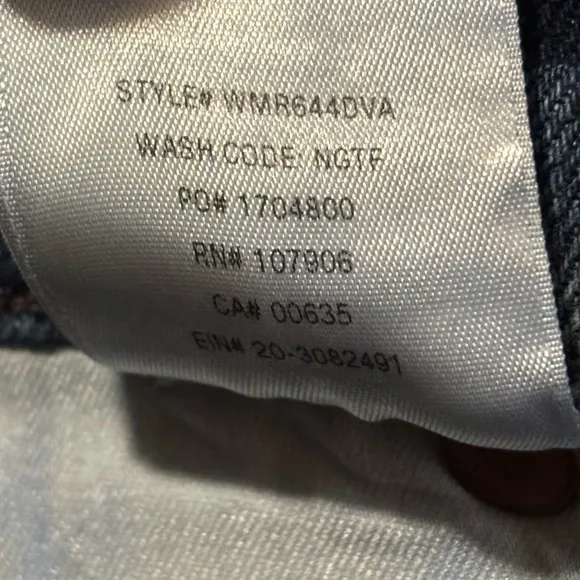 STYLE# WMR644DVA
WASH CODE: NGTF
PO# 1704800
RN# 107906
CA# 00635
EIN# 20-3082491